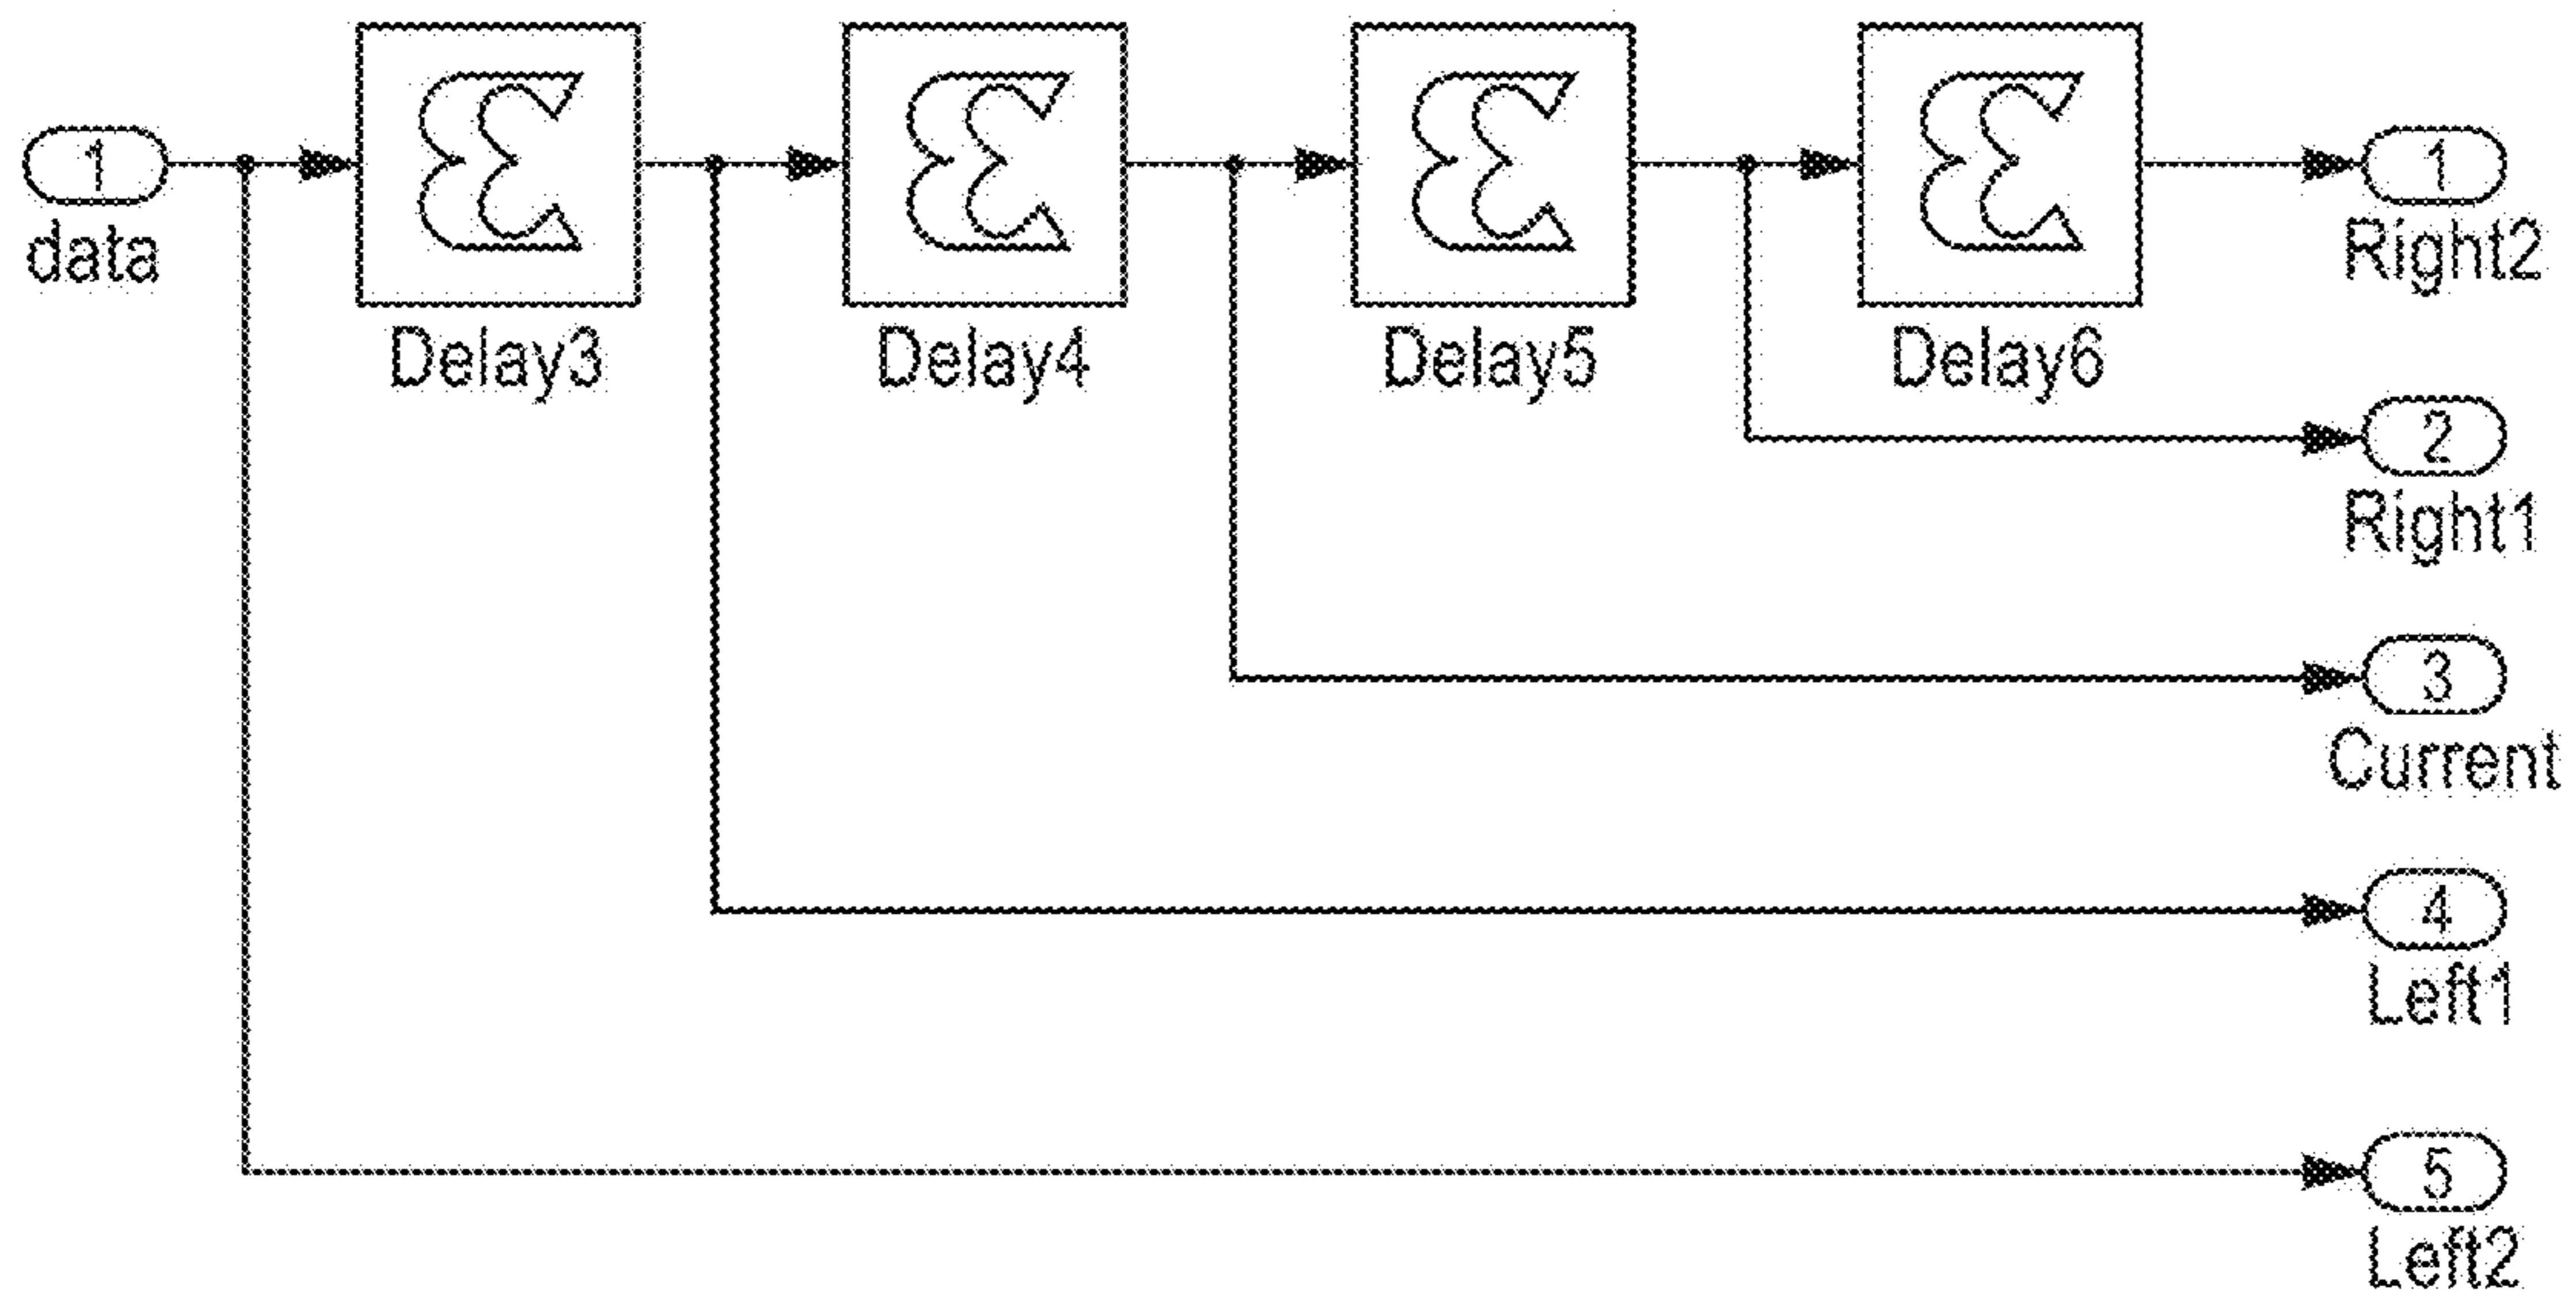 1
data
Delay3
Delay4
Delay5
Delay6
1
Right2
2
Right1
3
Current
4
Left1
5
Left2